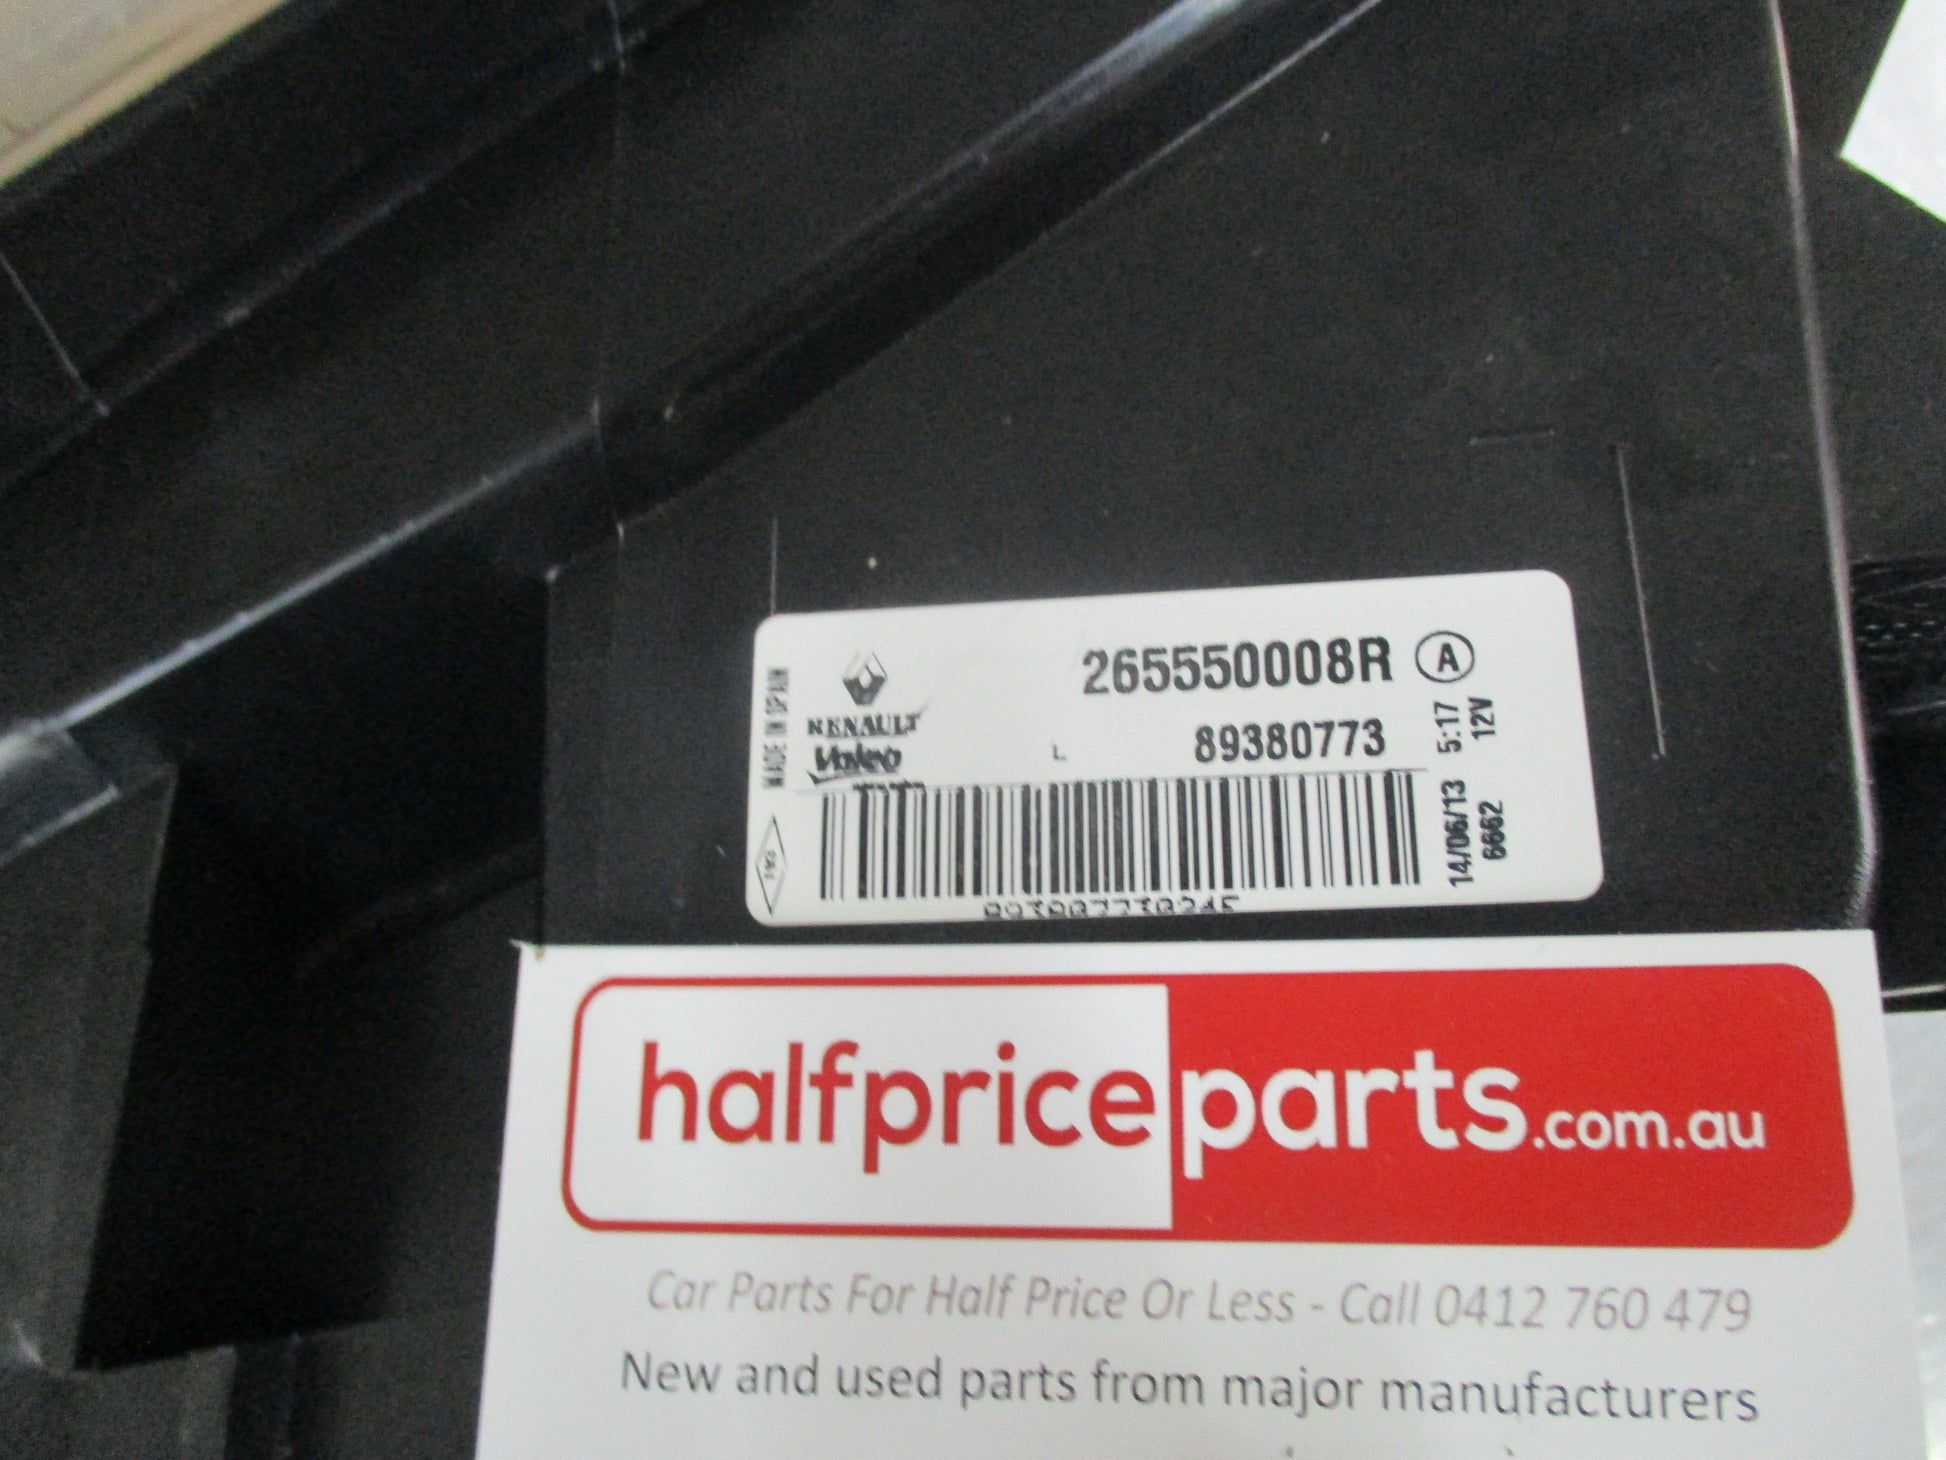 265550008R A
RENAULT
Valeo
L 89380773
MADE IN SPAIN
14/06/13 5:17
6662 12V
halfpriceparts.com.au
Car Parts For Half Price Or Less - Call 0412 760 479
New and used parts from major manufacturers